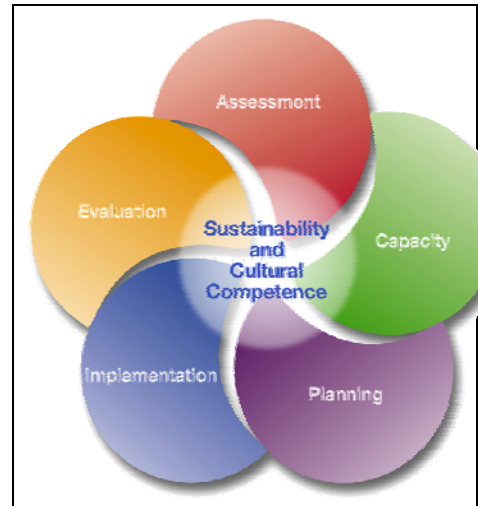 Assessment
Capacity
Planning
Implementation
Evaluation
Sustainability
and
Cultural
Competence